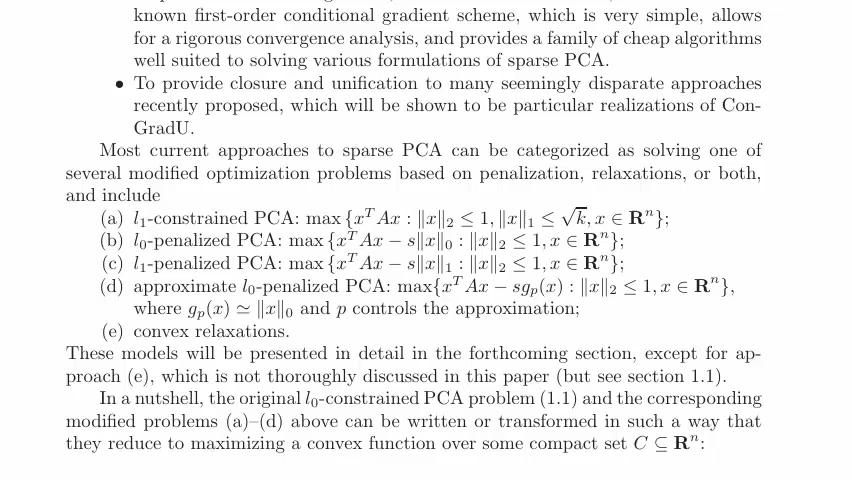 known first-order conditional gradient scheme, which is very simple, allows
for a rigorous convergence analysis, and provides a family of cheap algorithms
well suited to solving various formulations of sparse PCA.
• To provide closure and unification to many seemingly disparate approaches
recently proposed, which will be shown to be particular realizations of Con-
GradU.
Most current approaches to sparse PCA can be categorized as solving one of
several modified optimization problems based on penalization, relaxations, or both,
and include
(a) l₁-constrained PCA: max {xᵀAx : ‖x‖₂ ≤ 1, ‖x‖₁ ≤ √k, x ∈ Rⁿ};
(b) l₀-penalized PCA: max {xᵀAx − s‖x‖₀ : ‖x‖₂ ≤ 1, x ∈ Rⁿ};
(c) l₁-penalized PCA: max {xᵀAx − s‖x‖₁ : ‖x‖₂ ≤ 1, x ∈ Rⁿ};
(d) approximate l₀-penalized PCA: max{xᵀAx − sgₚ(x) : ‖x‖₂ ≤ 1, x ∈ Rⁿ},
where gₚ(x) ≃ ‖x‖₀ and p controls the approximation;
(e) convex relaxations.
These models will be presented in detail in the forthcoming section, except for ap-
proach (e), which is not thoroughly discussed in this paper (but see section 1.1).
In a nutshell, the original l₀-constrained PCA problem (1.1) and the corresponding
modified problems (a)–(d) above can be written or transformed in such a way that
they reduce to maximizing a convex function over some compact set C ⊆ Rⁿ: